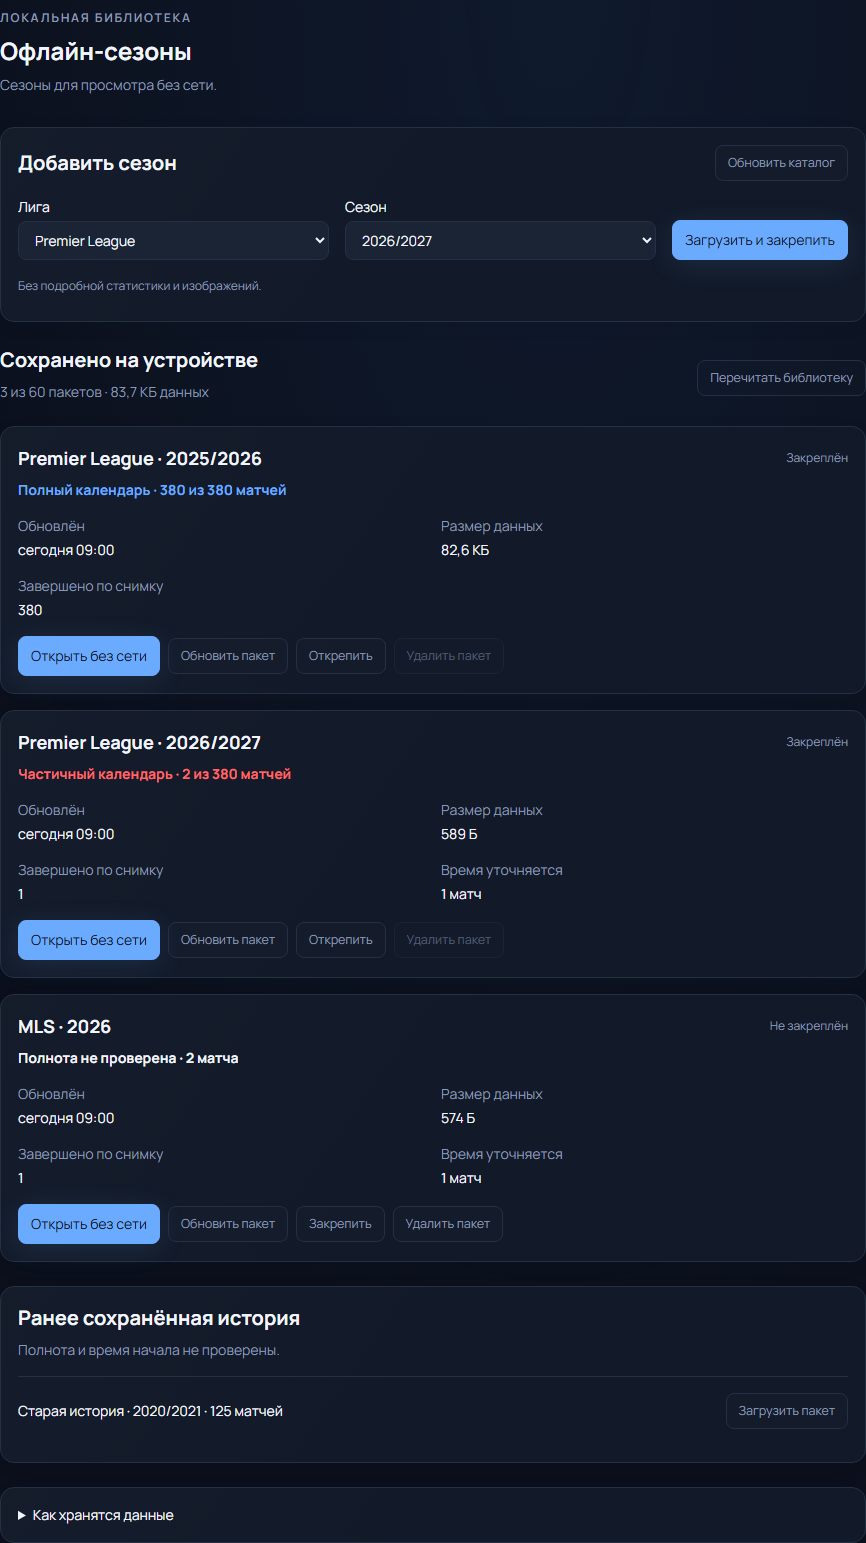 ЛОКАЛЬНАЯ БИБЛИОТЕКА
Офлайн-сезоны
Сезоны для просмотра без сети.
Добавить сезон
Обновить каталог
Лига
Сезон
Premier League
2026/2027
Загрузить и закрепить
Без подробной статистики и изображений.
Сохранено на устройстве
3 из 60 пакетов · 83,7 КБ данных
Перечитать библиотеку
Premier League · 2025/2026
Закреплён
Полный календарь · 380 из 380 матчей
Обновлён
Размер данных
сегодня 09:00
82,6 КБ
Завершено по снимку
380
Открыть без сети
Обновить пакет
Открепить
Удалить пакет
Premier League · 2026/2027
Закреплён
Частичный календарь · 2 из 380 матчей
Обновлён
Размер данных
сегодня 09:00
589 Б
Завершено по снимку
Время уточняется
1
1 матч
Открыть без сети
Обновить пакет
Открепить
Удалить пакет
MLS · 2026
Не закреплён
Полнота не проверена · 2 матча
Обновлён
Размер данных
сегодня 09:00
574 Б
Завершено по снимку
Время уточняется
1
1 матч
Открыть без сети
Обновить пакет
Закрепить
Удалить пакет
Ранее сохранённая история
Полнота и время начала не проверены.
Старая история · 2020/2021 · 125 матчей
Загрузить пакет
Как хранятся данные